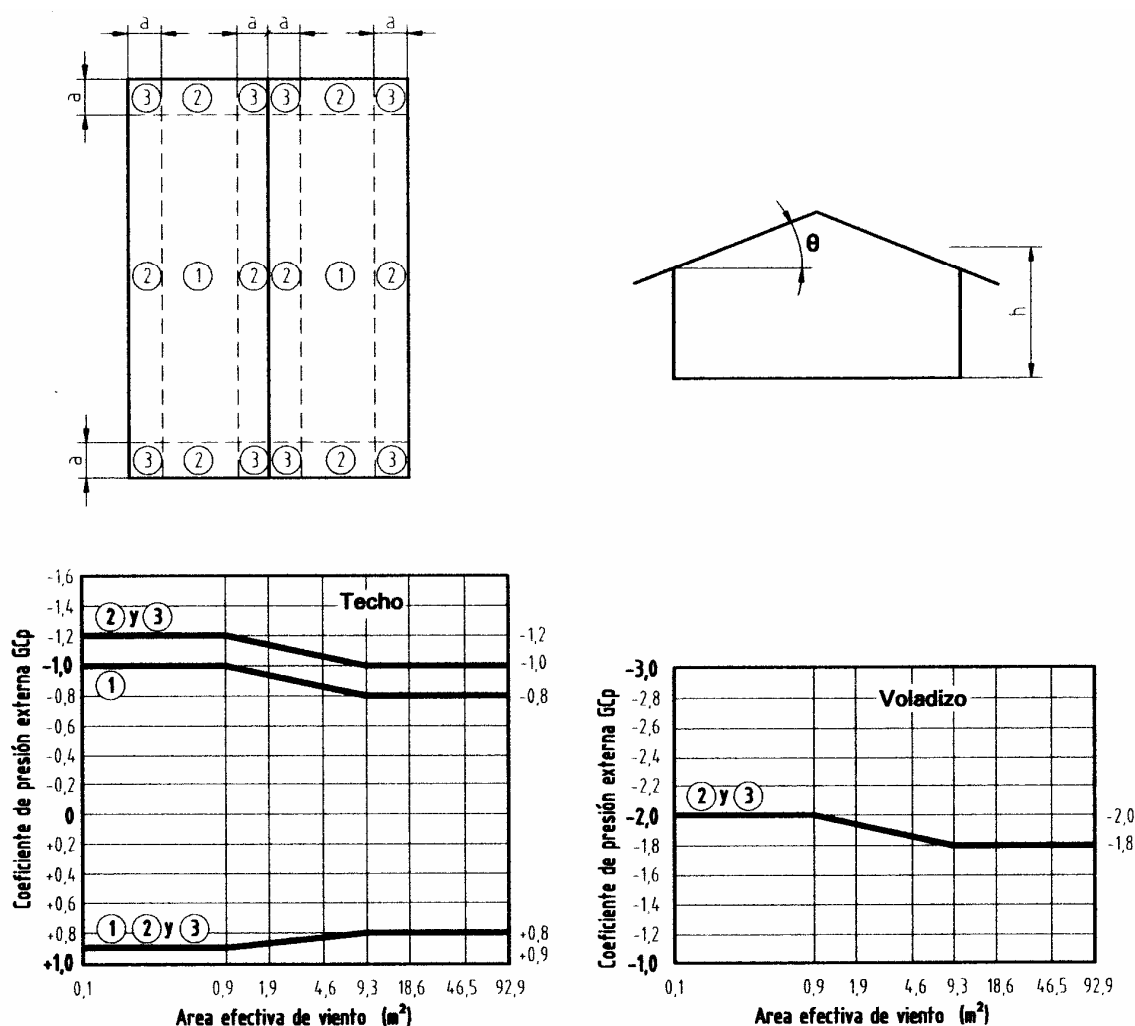 a a a a
a
3 2 3 3 2 3
2 1 2 2 1 2
a
3 2 3 3 2 3
θ
h
Techo
Coeficiente de presión externa GCp
-1,6
-1,4
-1,2
-1,0
-0,8
-0,6
-0,4
-0,2
0
+0,2
+0,4
+0,6
+0,8
+1,0
2 y 3
1
1 2 y 3
-1,2
-1,0
-0,8
+0,8
+0,9
0,1 0,9 1,9 4,6 9,3 18,6 46,5 92,9
Area efectiva de viento (m²)
Voladizo
Coeficiente de presión externa GCp
-3,0
-2,8
-2,6
-2,4
-2,2
-2,0
-1,8
-1,6
-1,4
-1,2
-1,0
2 y 3
-2,0
-1,8
0,1 0,9 1,9 4,6 9,3 18,6 46,5 92,9
Area efectiva de viento (m²)